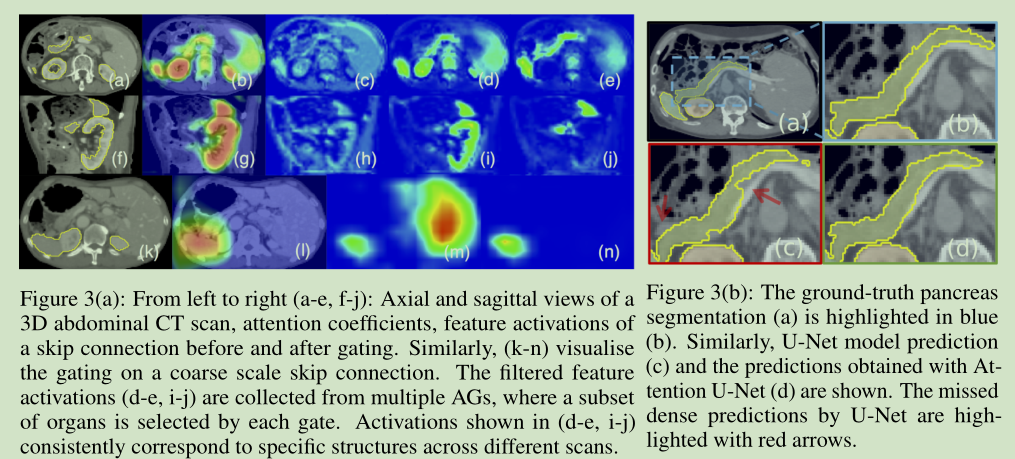 (a) (b) (c) (d) (e)
(f) (g) (h) (i) (j)
(k) (l) (m) (n)
Figure 3(a): From left to right (a-e, f-j): Axial and sagittal views of a
3D abdominal CT scan, attention coefficients, feature activations of
a skip connection before and after gating. Similarly, (k-n) visualise
the gating on a coarse scale skip connection. The filtered feature
activations (d-e, i-j) are collected from multiple AGs, where a subset
of organs is selected by each gate. Activations shown in (d-e, i-j)
consistently correspond to specific structures across different scans.
(a) (b)
(c) (d)
Figure 3(b): The ground-truth pancreas
segmentation (a) is highlighted in blue
(b). Similarly, U-Net model prediction
(c) and the predictions obtained with At-
tention U-Net (d) are shown. The missed
dense predictions by U-Net are high-
lighted with red arrows.